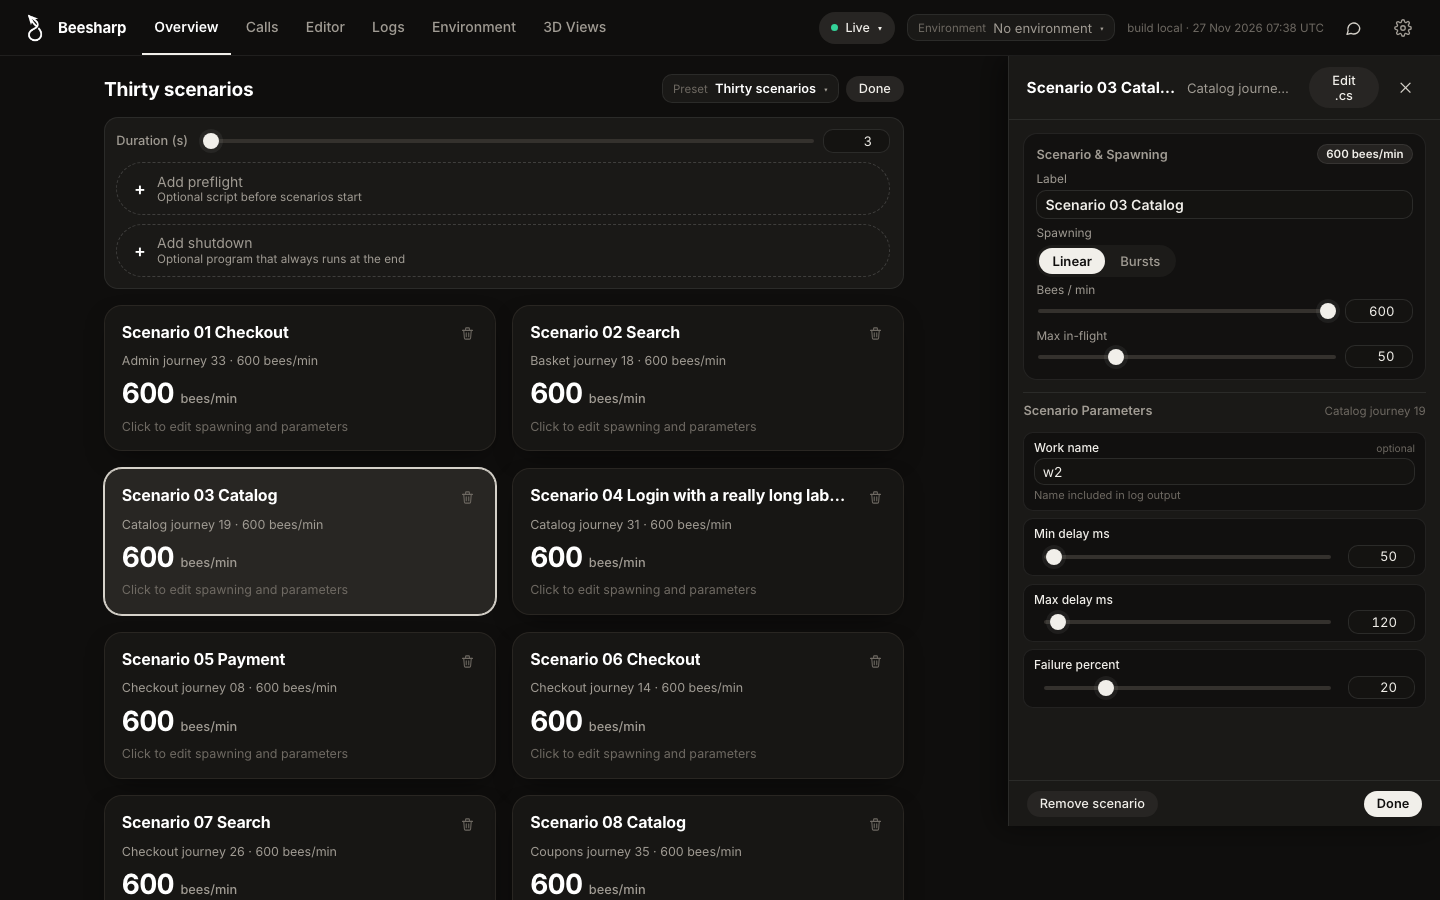 Beesharp
Overview
Calls
Editor
Logs
Environment
3D Views
Live
Environment No environment
build local · 27 Nov 2026 07:38 UTC
Thirty scenarios
Preset Thirty scenarios
Done
Duration (s)
3
+ Add preflight
Optional script before scenarios start
+ Add shutdown
Optional program that always runs at the end
Scenario 01 Checkout
Admin journey 33 · 600 bees/min
600 bees/min
Click to edit spawning and parameters
Scenario 02 Search
Basket journey 18 · 600 bees/min
600 bees/min
Click to edit spawning and parameters
Scenario 03 Catalog
Catalog journey 19 · 600 bees/min
600 bees/min
Click to edit spawning and parameters
Scenario 04 Login with a really long lab...
Catalog journey 31 · 600 bees/min
600 bees/min
Click to edit spawning and parameters
Scenario 05 Payment
Checkout journey 08 · 600 bees/min
600 bees/min
Click to edit spawning and parameters
Scenario 06 Checkout
Checkout journey 14 · 600 bees/min
600 bees/min
Click to edit spawning and parameters
Scenario 07 Search
Checkout journey 26 · 600 bees/min
600 bees/min
Scenario 08 Catalog
Coupons journey 35 · 600 bees/min
600 bees/min
Scenario 03 Catal...
Catalog journe...
Edit
.cs
Scenario & Spawning
600 bees/min
Label
Scenario 03 Catalog
Spawning
Linear
Bursts
Bees / min
600
Max in-flight
50
Scenario Parameters
Catalog journey 19
Work name
optional
w2
Name included in log output
Min delay ms
50
Max delay ms
120
Failure percent
20
Remove scenario
Done